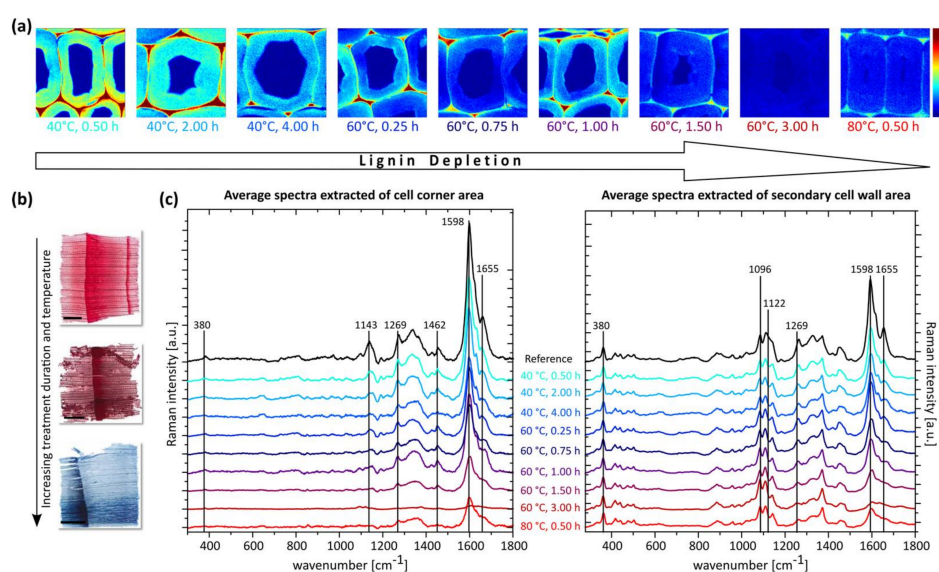 (a)
40°C, 0.50 h
40°C, 2.00 h
40°C, 4.00 h
60°C, 0.25 h
60°C, 0.75 h
60°C, 1.00 h
60°C, 1.50 h
60°C, 3.00 h
80°C, 0.50 h
Lignin Depletion
(b)
Increasing treatment duration and temperature
(c)
Average spectra extracted of cell corner area
1598
1655
380
1143
1269
1462
Raman intensity [a.u.]
400 600 800 1000 1200 1400 1600 1800
wavenumber [cm-1]
Reference
40 °C, 0.50 h
40 °C, 2.00 h
40 °C, 4.00 h
60 °C, 0.25 h
60 °C, 0.75 h
60 °C, 1.00 h
60 °C, 1.50 h
60 °C, 3.00 h
80 °C, 0.50 h
Average spectra extracted of secondary cell wall area
1096
1598
1655
1122
380
1269
Raman intensity [a.u.]
400 600 800 1000 1200 1400 1600 1800
wavenumber [cm-1]